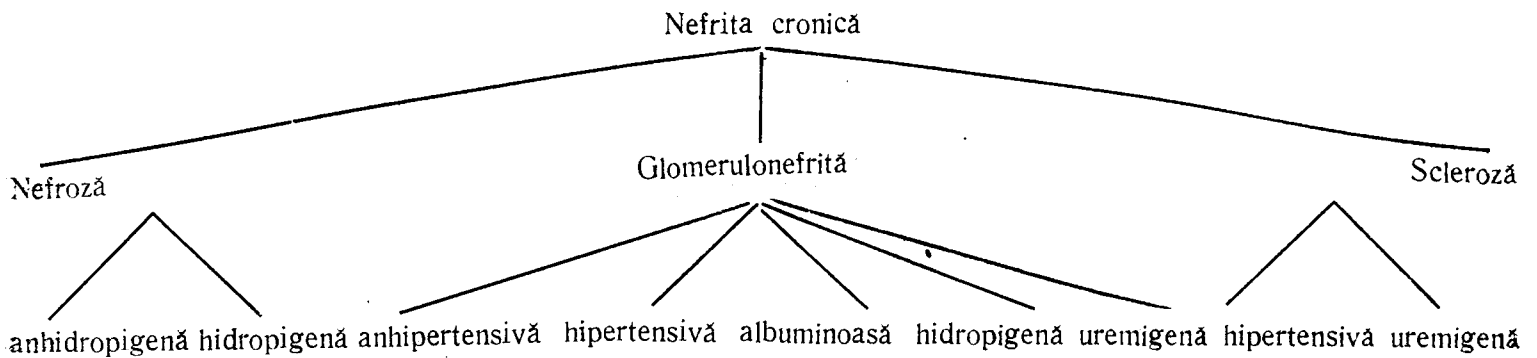 Nefrita cronică
Nefroză Glomerulonefrită Scleroză
anhidropigenă hidropigenă anhipertensivă hipertensivă albuminoasă hidropigenă uremigenă hipertensivă uremigenă